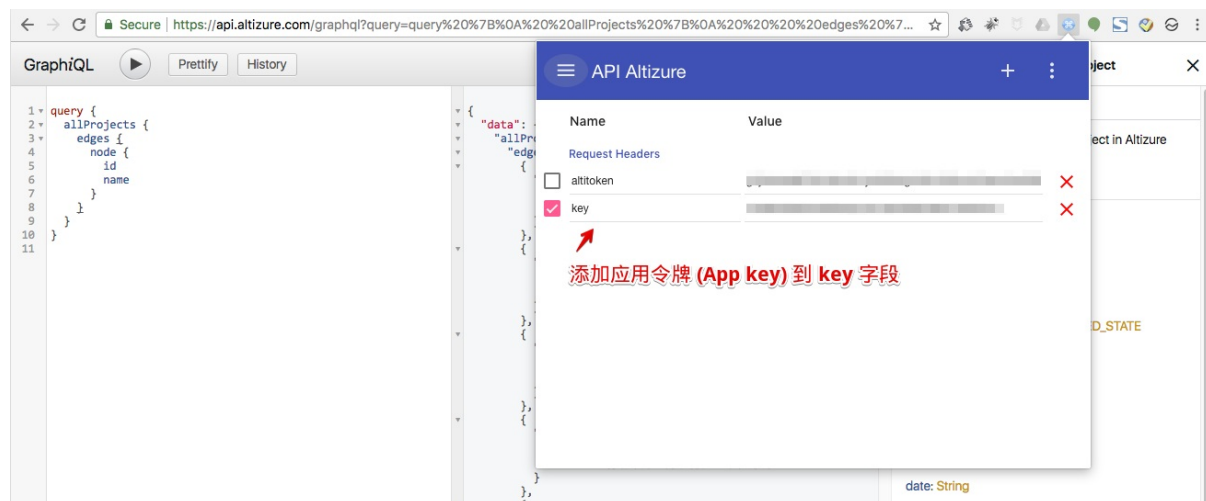 Secure | https://api.altizure.com/graphql?query=query%20%7B%0A%20%20allProjects%20%7B%0A%20%20%20%20edges%20%7...
GraphiQL Prettify History
API Altizure
ject
1 query {
2 allProjects {
3 edges {
4 node {
5 id
6 name
7 }
8 }
9 }
10 }
11
{
"data":
"allPr
"edg
{
},
{
},
{
},
{
}
},
Name Value
Request Headers
altitoken
key
添加应用令牌 (App key) 到 key 字段
ect in Altizure
D_STATE
date: String